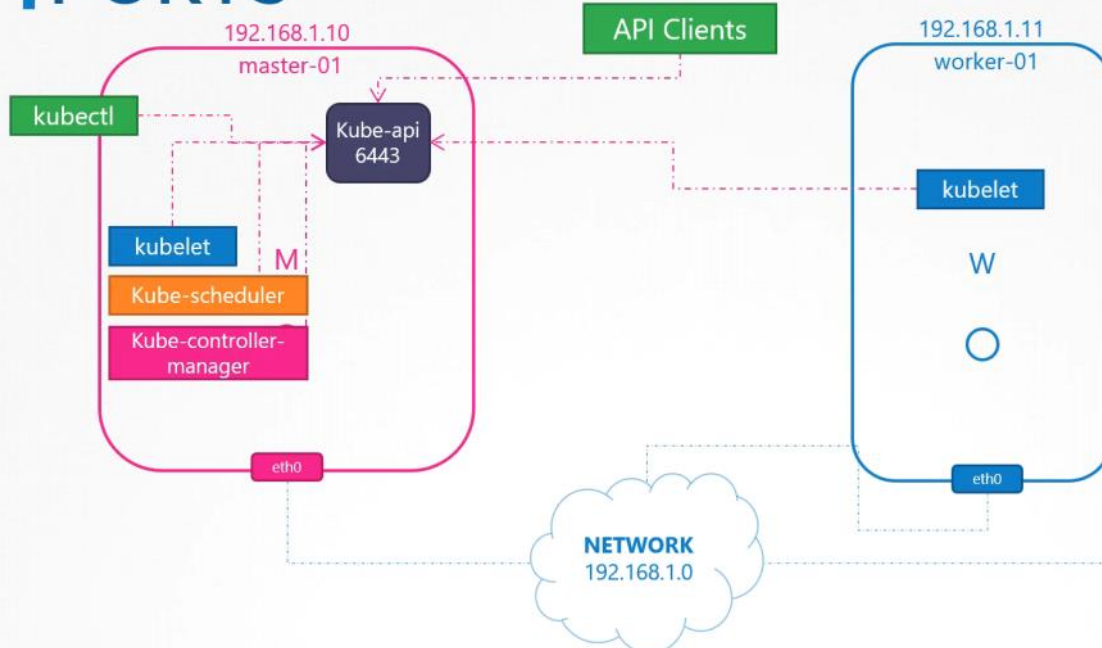 PORTS
192.168.1.10
master-01
API Clients
192.168.1.11
worker-01
kubectl
Kube-api
6443
kubelet
kubelet
M
Kube-scheduler
W
Kube-controller-
manager
eth0
eth0
NETWORK
192.168.1.0